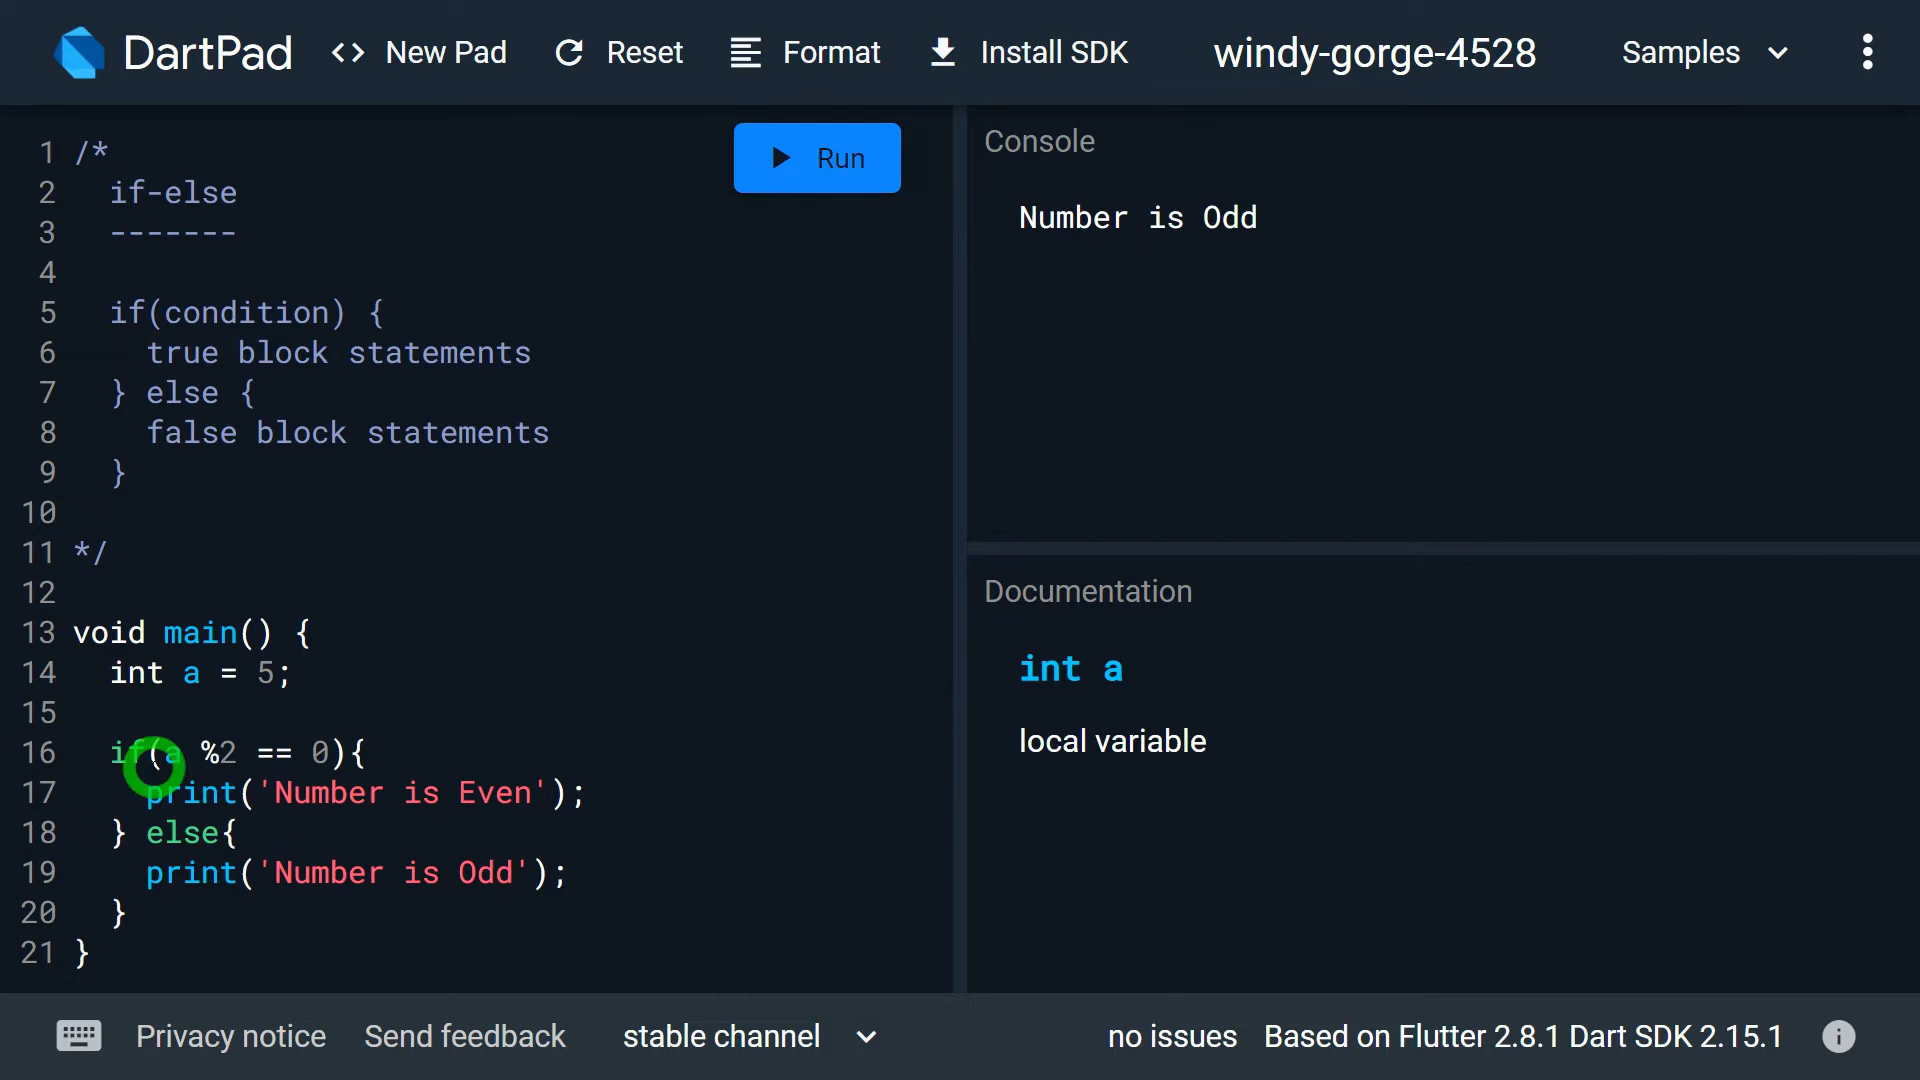 DartPad <> New Pad Reset Format Install SDK windy-gorge-4528 Samples
Run
1 /*
2 if-else
3 -------
4
5 if(condition) {
6 true block statements
7 } else {
8 false block statements
9 }
10
11 */
12
13 void main() {
14 int a = 5;
15
16 if(a %2 == 0){
17 print('Number is Even');
18 } else{
19 print('Number is Odd');
20 }
21 }
Console
Number is Odd
Documentation
int a
local variable
Privacy notice Send feedback stable channel no issues Based on Flutter 2.8.1 Dart SDK 2.15.1